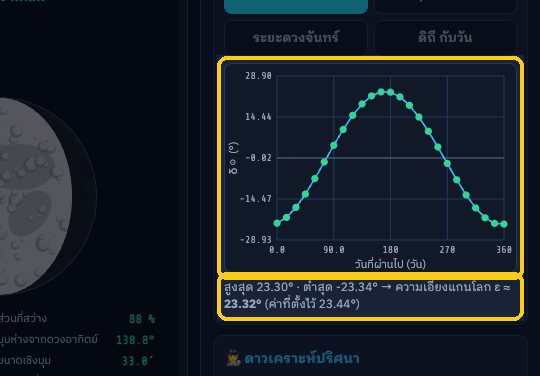 ระยะดวงจันทร์
ดิถี กับวัน
28.90
14.44
-0.02
-14.47
-28.93
δ☉ (°)
0.0 90.0 180 270 360
วันที่ผ่านไป (วัน)
สูงสุด 23.30° · ต่ำสุด -23.34° → ความเอียงแกนโลก ε ≈
23.32° (ค่าที่ตั้งไว้ 23.44°)
ส่วนที่สว่าง 88 %
มุมห่างจากดวงอาทิตย์ 138.8°
ขนาดเชิงมุม 33.0′
ดาวเคราะห์ปริศนา